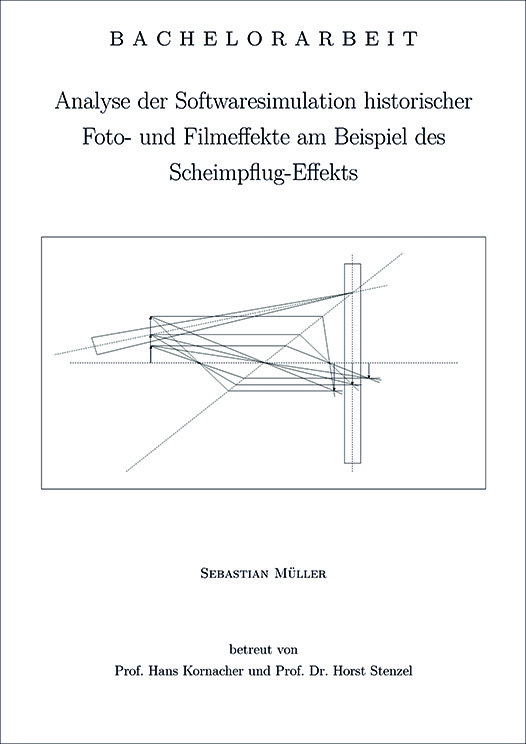 BACHELORARBEIT
Analyse der Softwaresimulation historischer
Foto- und Filmeffekte am Beispiel des
Scheimpflug-Effekts
Sebastian Müller
betreut von
Prof. Hans Kornacher und Prof. Dr. Horst Stenzel